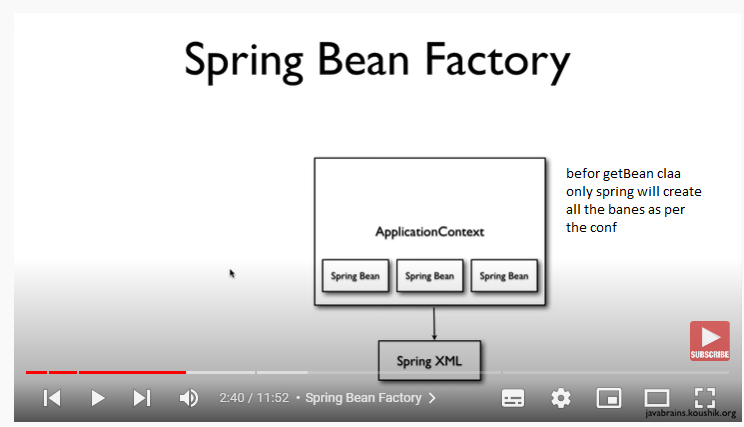 Spring Bean Factory
befor getBean claa
only spring will create
all the banes as per
the conf
ApplicationContext
Spring Bean Spring Bean Spring Bean
Spring XML
SUBSCRIBE
2:40 / 11:52 • Spring Bean Factory
javabrains.koushik.org